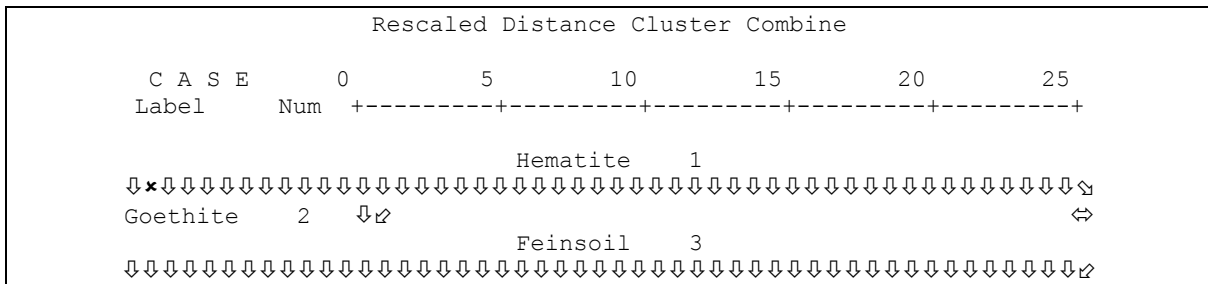 Rescaled Distance Cluster Combine
C A S E 0 5 10 15 20 25
Label Num +---------+---------+---------+---------+---------+
Hematite 1
⇩×⇩⇩⇩⇩⇩⇩⇩⇩⇩⇩⇩⇩⇩⇩⇩⇩⇩⇩⇩⇩⇩⇩⇩⇩⇩⇩⇩⇩⇩⇩⇩⇩⇩⇩⇩⇩⇩⇩⇩⇩⇩⇩⇩⇩⇩⇩⇩⬂
Goethite 2 ⇩⬃ ⬄
Feinsoil 3
⇩⇩⇩⇩⇩⇩⇩⇩⇩⇩⇩⇩⇩⇩⇩⇩⇩⇩⇩⇩⇩⇩⇩⇩⇩⇩⇩⇩⇩⇩⇩⇩⇩⇩⇩⇩⇩⇩⇩⇩⇩⇩⇩⇩⇩⇩⇩⇩⇩⬃